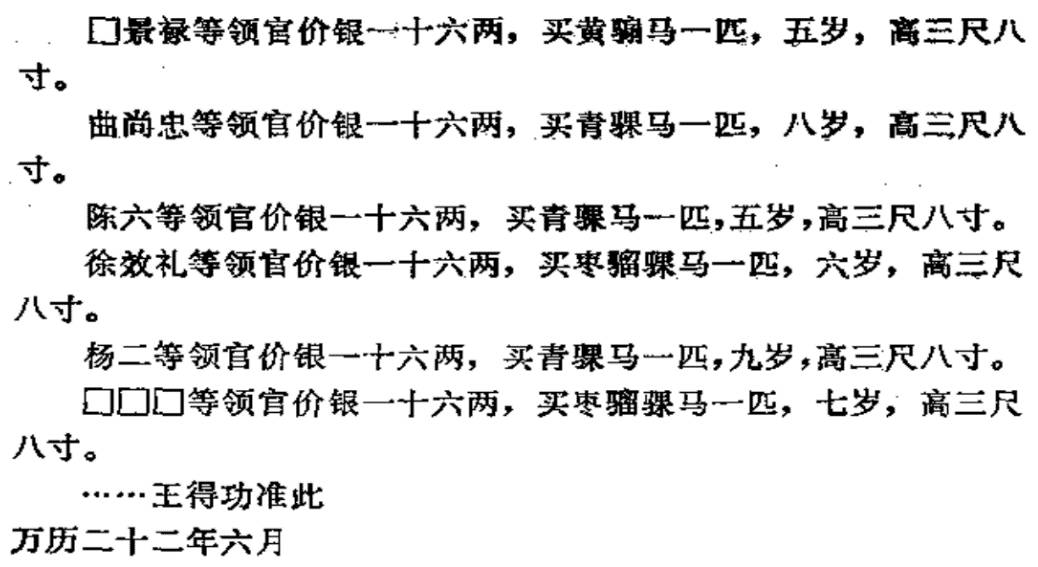 □景禄等领官价银一十六两，买黄骟马一匹，五岁，高三尺八
寸。
曲尚忠等领官价银一十六两，买青骒马一匹，八岁，高三尺八
寸。
陈六等领官价银一十六两，买青骒马一匹，五岁，高三尺八寸。
徐效礼等领官价银一十六两，买枣骝骒马一匹，六岁，高三尺
八寸。
杨二等领官价银一十六两，买青骒马一匹，九岁，高三尺八寸。
□□□等领官价银一十六两，买枣骝骒马一匹，七岁，高三尺
八寸。
……王得功准此
万历二十二年六月